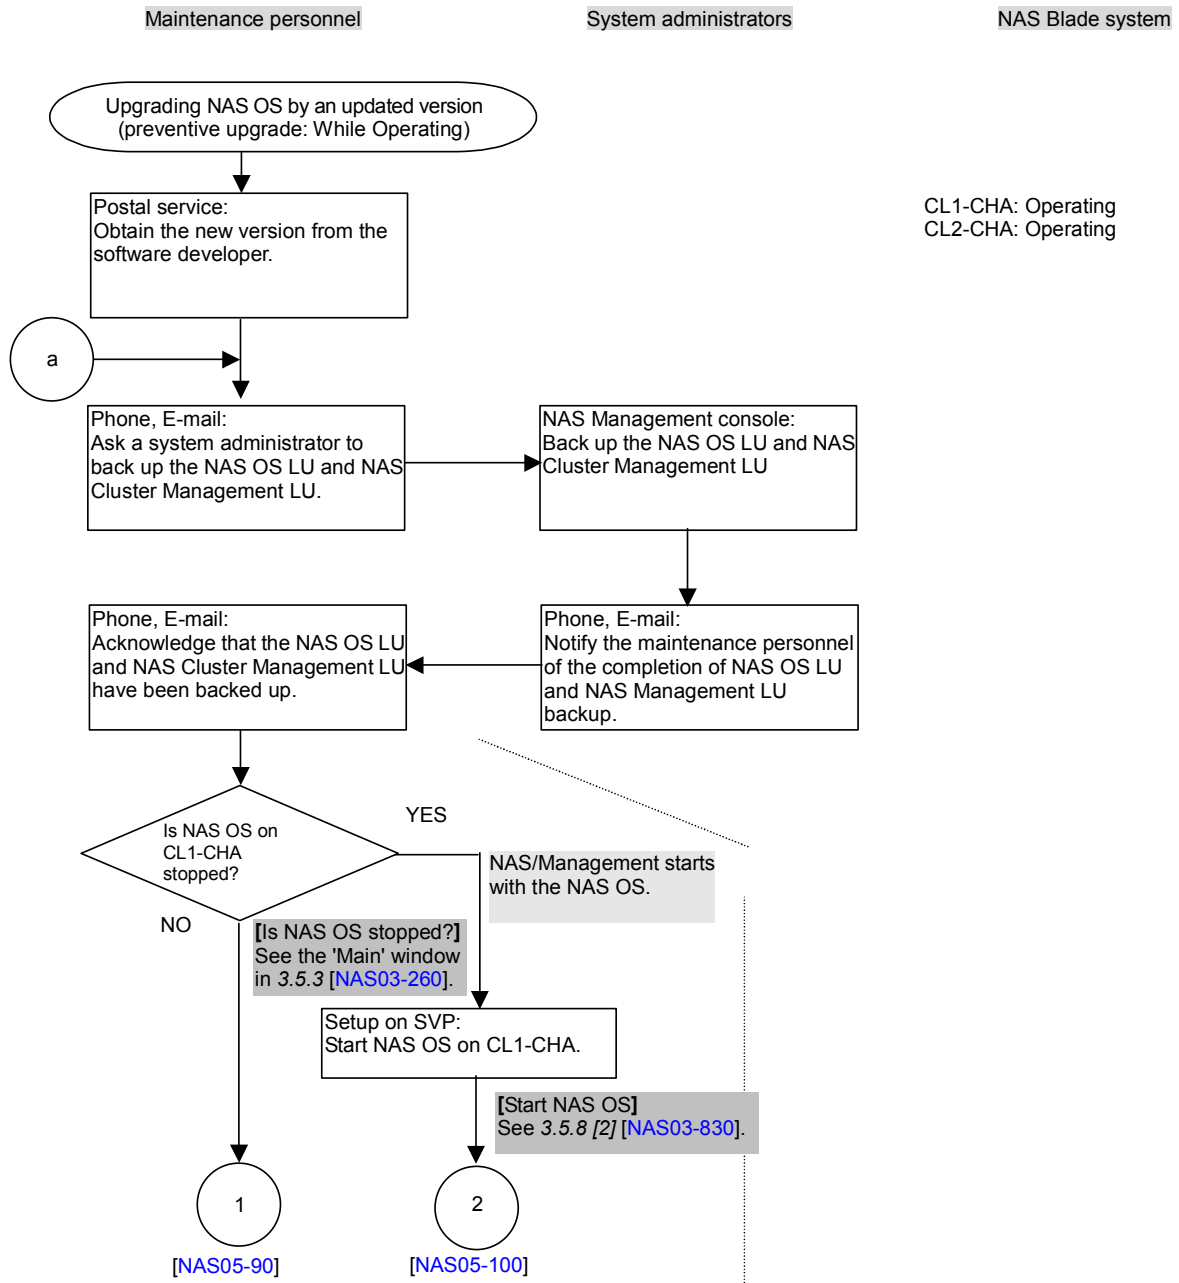 Maintenance personnel
System administrators
NAS Blade system
Upgrading NAS OS by an updated version
(preventive upgrade: While Operating)
Postal service:
Obtain the new version from the
software developer.
CL1-CHA: Operating
CL2-CHA: Operating
a
Phone, E-mail:
Ask a system administrator to
back up the NAS OS LU and NAS
Cluster Management LU.
NAS Management console:
Back up the NAS OS LU and NAS
Cluster Management LU
Phone, E-mail:
Acknowledge that the NAS OS LU
and NAS Cluster Management LU
have been backed up.
Phone, E-mail:
Notify the maintenance personnel
of the completion of NAS OS LU
and NAS Management LU
backup.
Is NAS OS on
CL1-CHA
stopped?
YES
NAS/Management starts
with the NAS OS.
NO
[Is NAS OS stopped?]
See the 'Main' window
in 3.5.3 [NAS03-260].
Setup on SVP:
Start NAS OS on CL1-CHA.
[Start NAS OS]
See 3.5.8 [2] [NAS03-830].
1
2
[NAS05-90]
[NAS05-100]